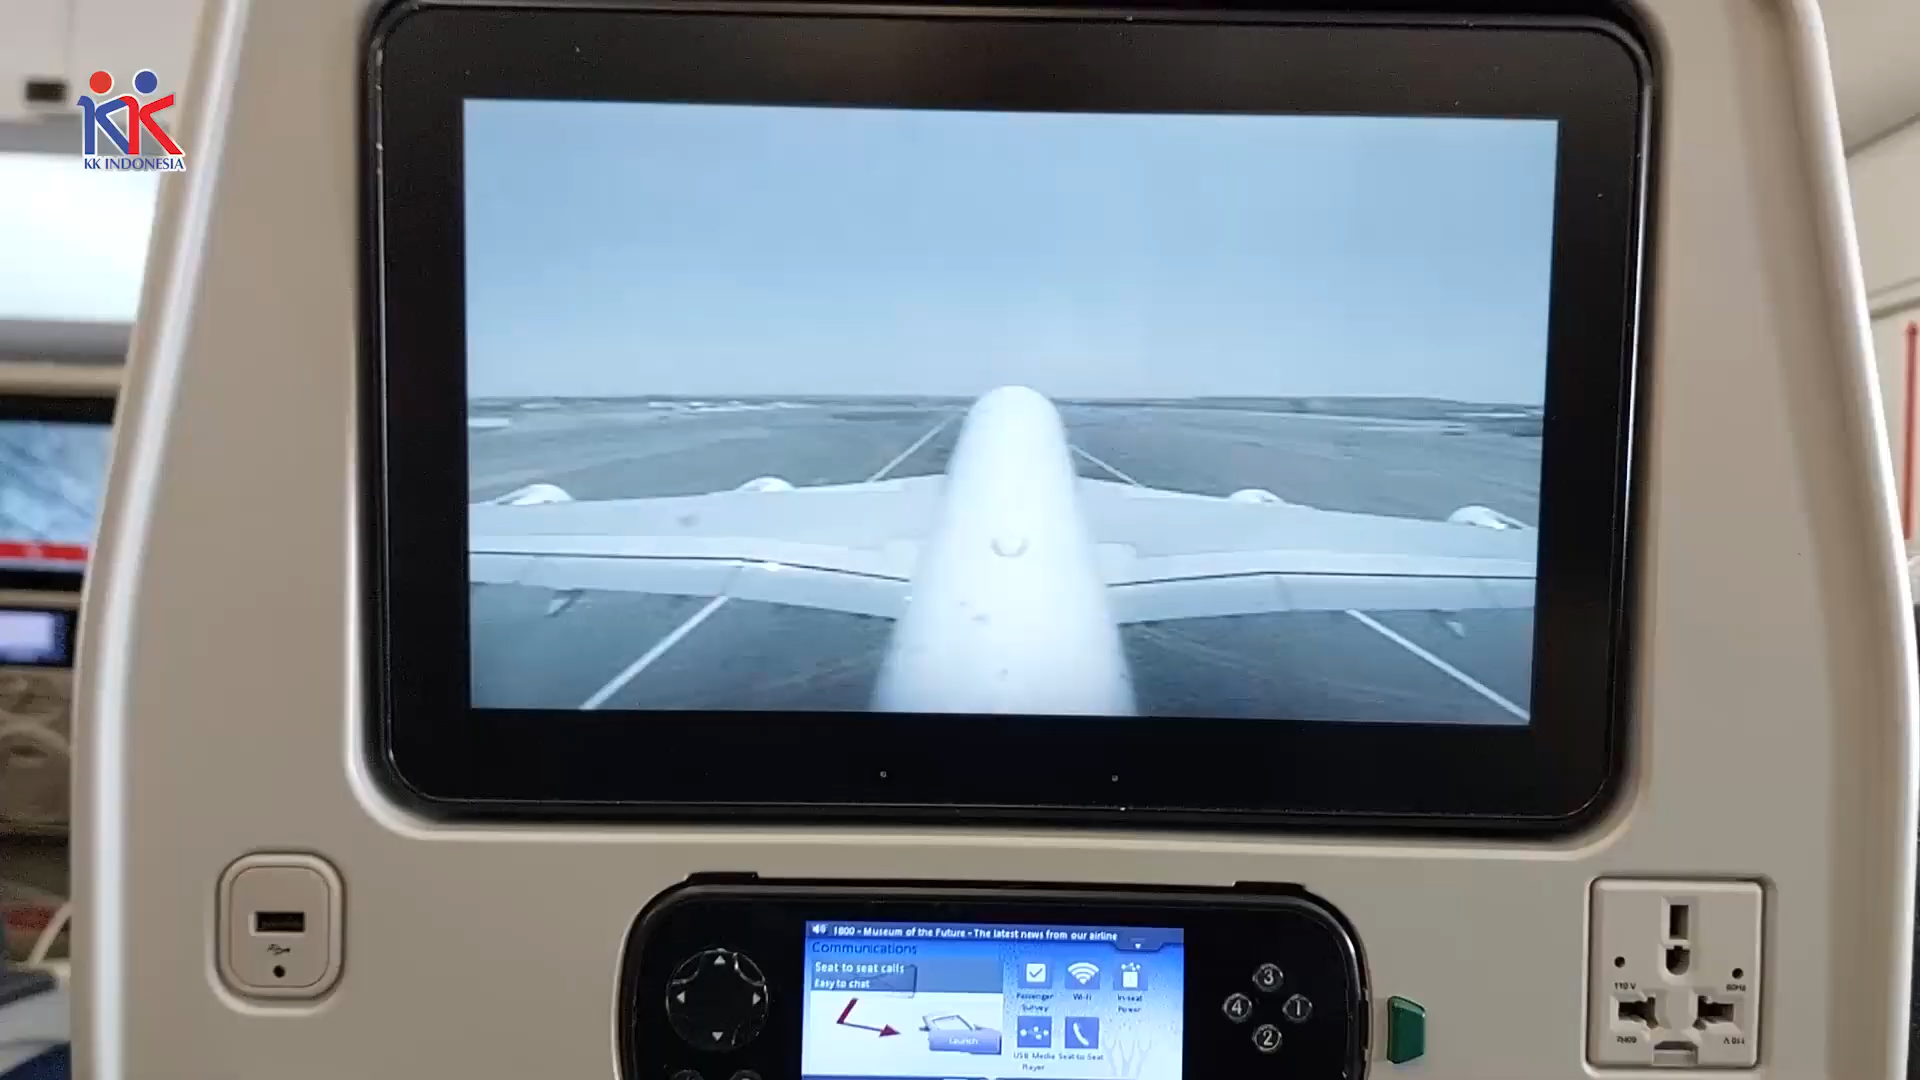 KK INDONESIA
1800 - Museum of the Future - The latest news from our airline
Communications
Seat to seat calls
Easy to chat
Launch
Passenger Survey
Wi-Fi
In-seat Power
USB Media Player
Seat to Seat
3
4
1
2
110 V
60Hz
60Hz
110 V